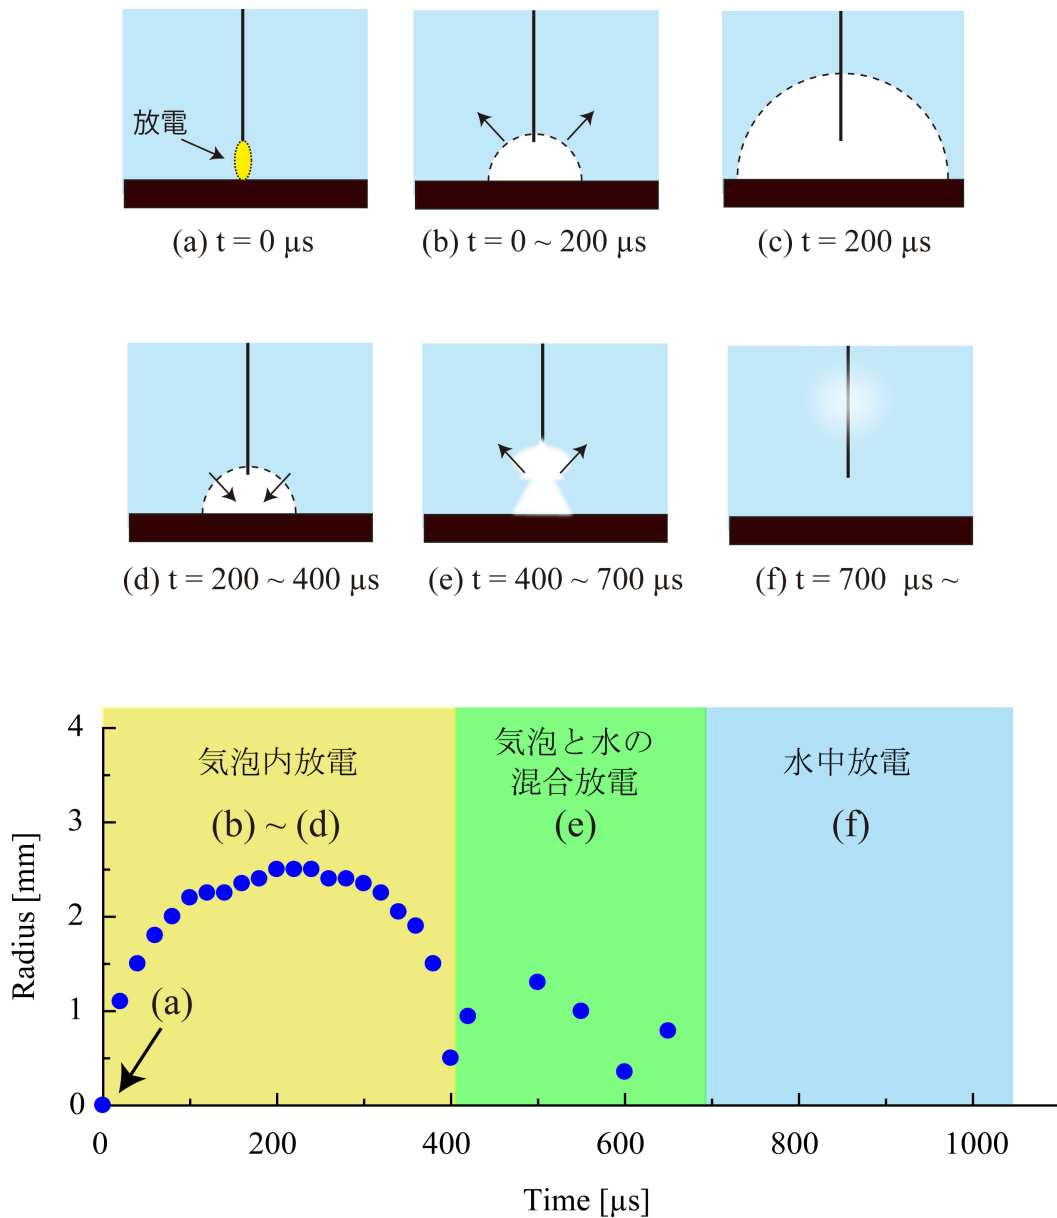 放電
(a) t = 0 μs
(b) t = 0 ~ 200 μs
(c) t = 200 μs
(d) t = 200 ~ 400 μs
(e) t = 400 ~ 700 μs
(f) t = 700 μs ~
気泡内放電
(b) ~ (d)
気泡と水の
混合放電
(e)
水中放電
(f)
(a)
Radius [mm]
4
3
2
1
0
0
200
400
600
800
1000
Time [μs]